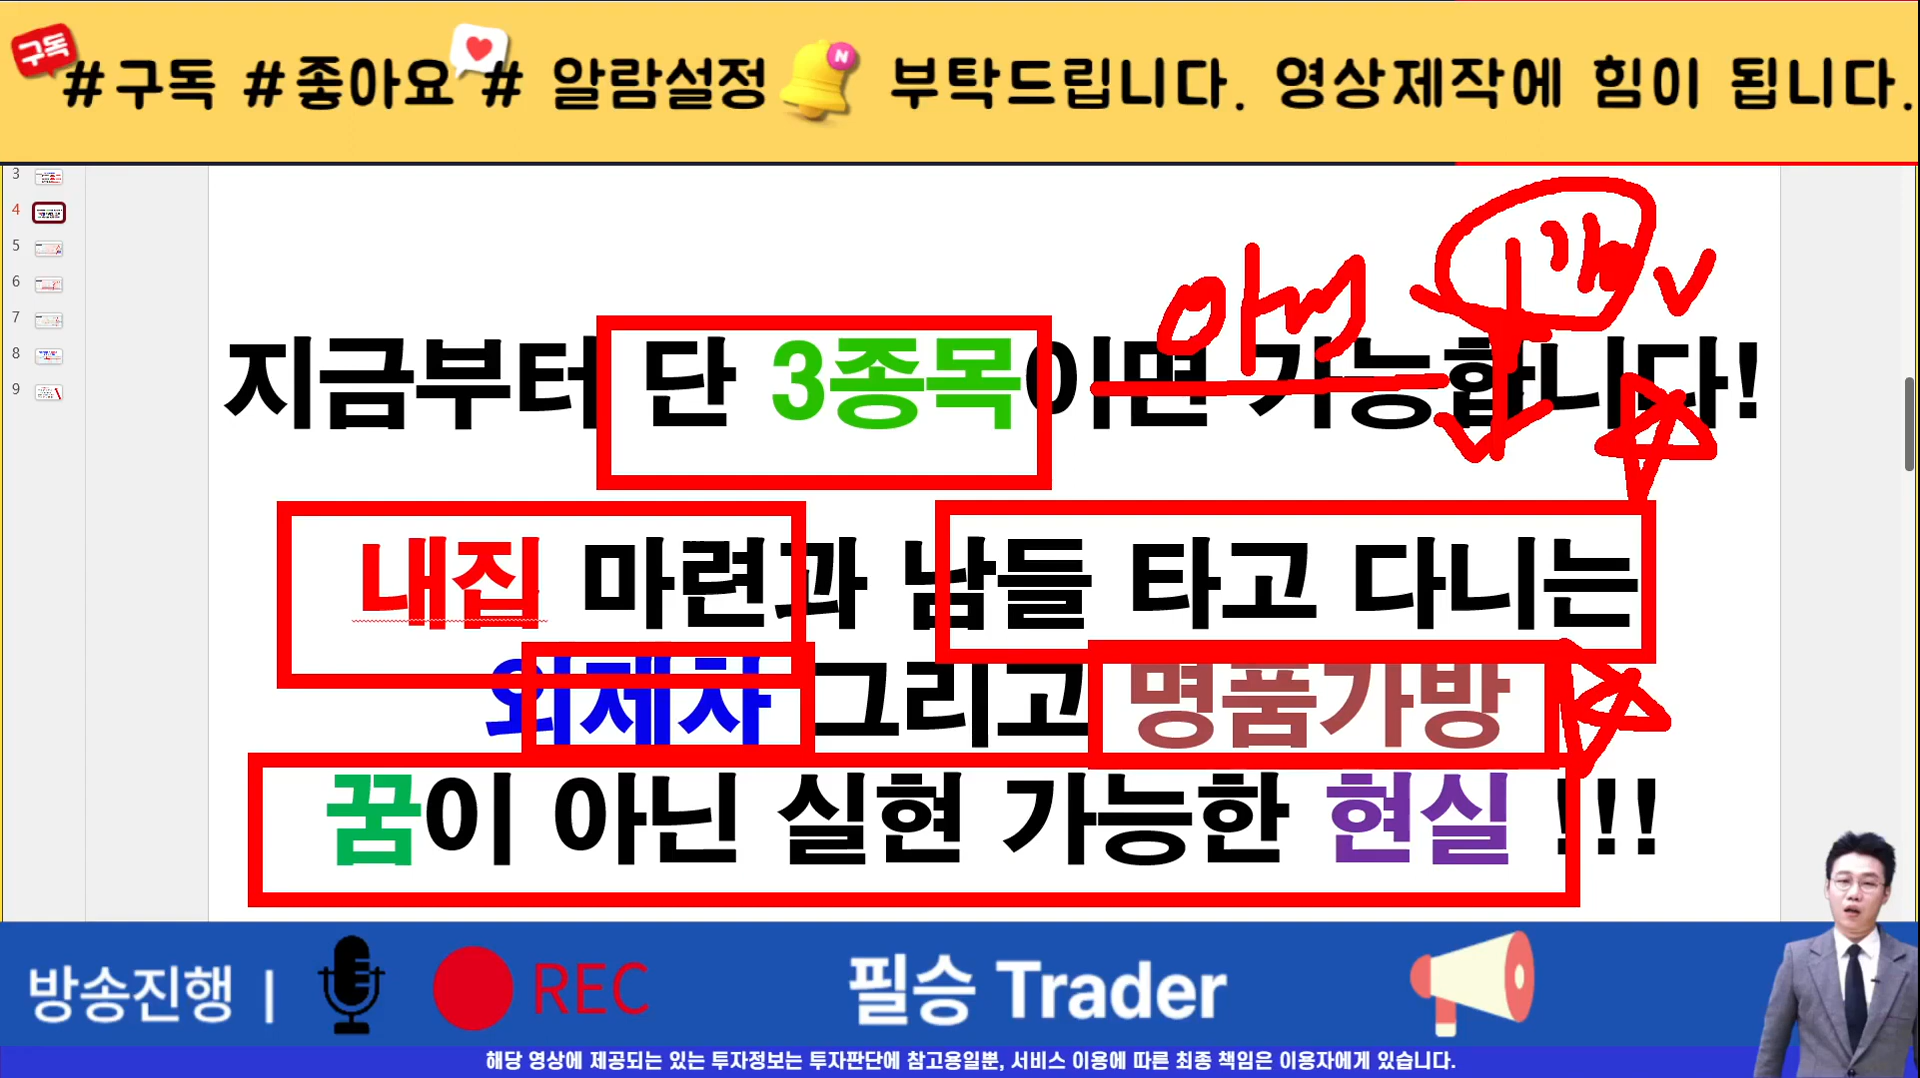 구독
#구독 #좋아요 # 알람설정 부탁드립니다. 영상제작에 힘이 됩니다.
N
3
4
5
6
7
8
9
지금부터 단 3종목이면 가능합니다!
내집 마련과 남들 타고 다니는
외제차 그리고 명품가방
꿈이 아닌 실현 가능한 현실 !!!
방송진행 | REC 필승 Trader
해당 영상에 제공되는 있는 투자정보는 투자판단에 참고용일뿐, 서비스 이용에 따른 최종 책임은 이용자에게 있습니다.